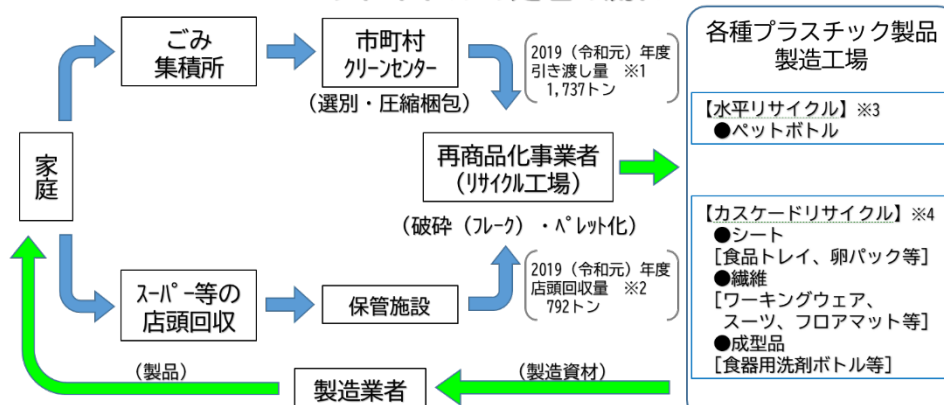 ごみ
集積所
市町村
クリーンセンター
(選別・圧縮梱包)
2019(令和元)年度
引き渡し量 ※1
1,737トン
家庭
再商品化事業者
(リサイクル工場)
(破砕(フレーク)・ペレット化)
スーパー等の
店頭回収
保管施設
2019(令和元)年度
店頭回収量 ※2
792トン
各種プラスチック製品
製造工場
【水平リサイクル】※3
●ペットボトル
【カスケードリサイクル】※4
●シート
[食品トレイ、卵パック等]
●繊維
[ワーキングウェア、
スーツ、フロアマット等]
●成型品
[食器用洗剤ボトル等]
(製造資材)
製造業者
(製品)